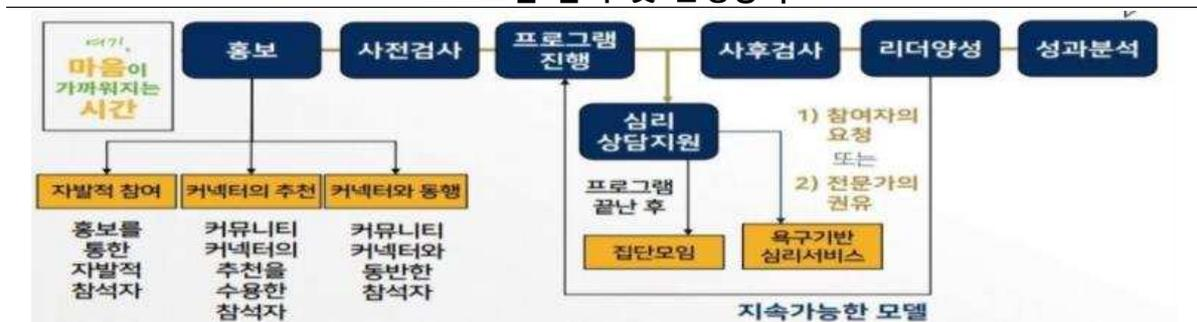 여기,
마음이
가까워지는
시간
홍보
사전검사
프로그램
진행
사후검사
리더양성
성과분석
심리
상담지원
1) 참여자의
요청
또는
2) 전문가의
권유
자발적 참여
커넥터의 추천
커넥터와 동행
프로그램
끝난 후
홍보를
통한
자발적
참석자
커뮤니티
커넥터의
추천을
수용한
참석자
커뮤니티
커넥터와
동반한
참석자
집단모임
욕구기반
심리서비스
지속가능한 모델